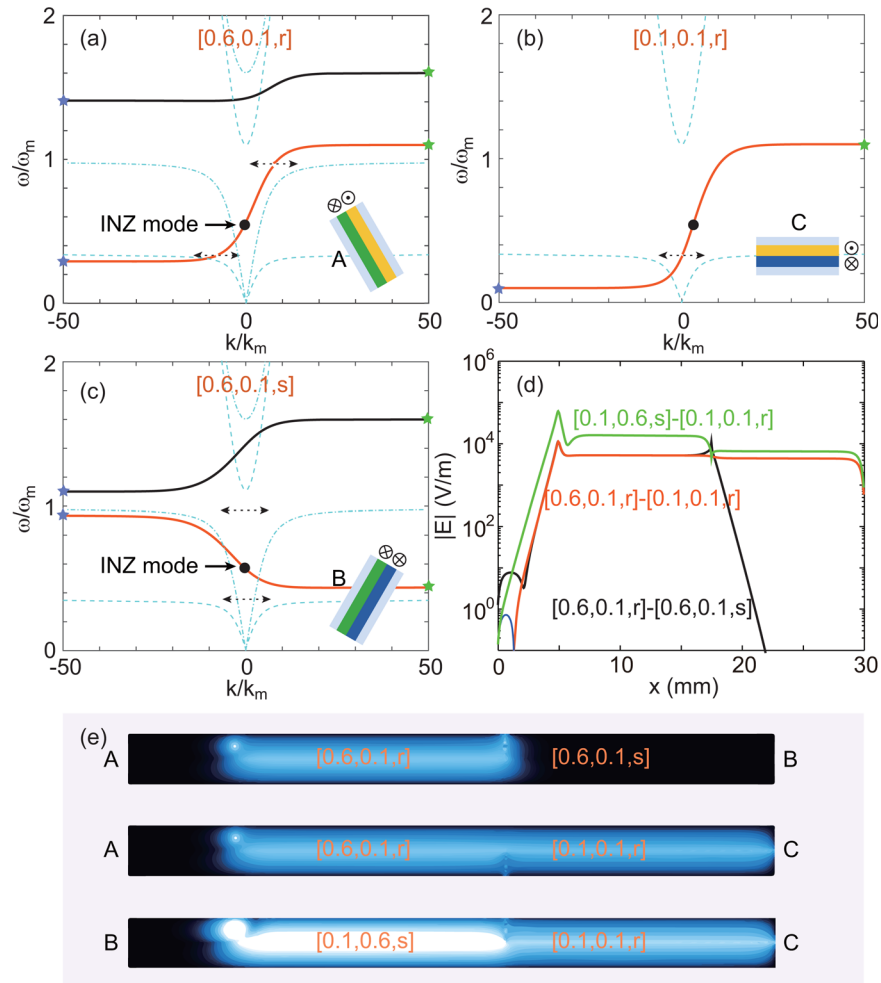 (a) [0.6,0.1,r]
2
1
0
ω/ωm
INZ mode
A
-50 0 50
k/km
(b) [0.1,0.1,r]
2
1
0
ω/ωm
C
-50 0 50
k/km
(c) [0.6,0.1,s]
2
1
0
ω/ωm
INZ mode
B
-50 0 50
k/km
(d)
10^6
10^4
10^2
10^0
|E| (V/m)
[0.1,0.6,s]-[0.1,0.1,r]
[0.6,0.1,r]-[0.1,0.1,r]
[0.6,0.1,r]-[0.6,0.1,s]
0 10 20 30
x (mm)
(e)
A [0.6,0.1,r] [0.6,0.1,s] B
A [0.6,0.1,r] [0.1,0.1,r] C
B [0.1,0.6,s] [0.1,0.1,r] C